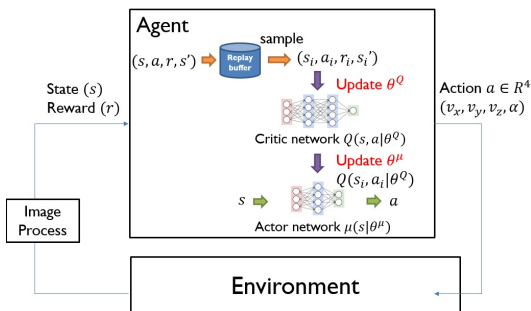 Agent
sample
(s, a, r, s') Replay buffer (s_i, a_i, r_i, s_i')
Update θ^Q
State (s)
Reward (r)
Action a ∈ R^4
(v_x, v_y, v_z, α)
Critic network Q(s, a|θ^Q)
Update θ^μ
Q(s_i, a_i|θ^Q)
s a
Actor network μ(s|θ^μ)
Image
Process
Environment